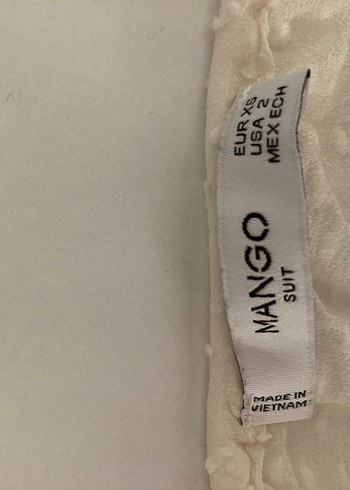 EUR XS
USA 2
MEX ECH
MANGO
SUIT
MADE IN
VIETNAM